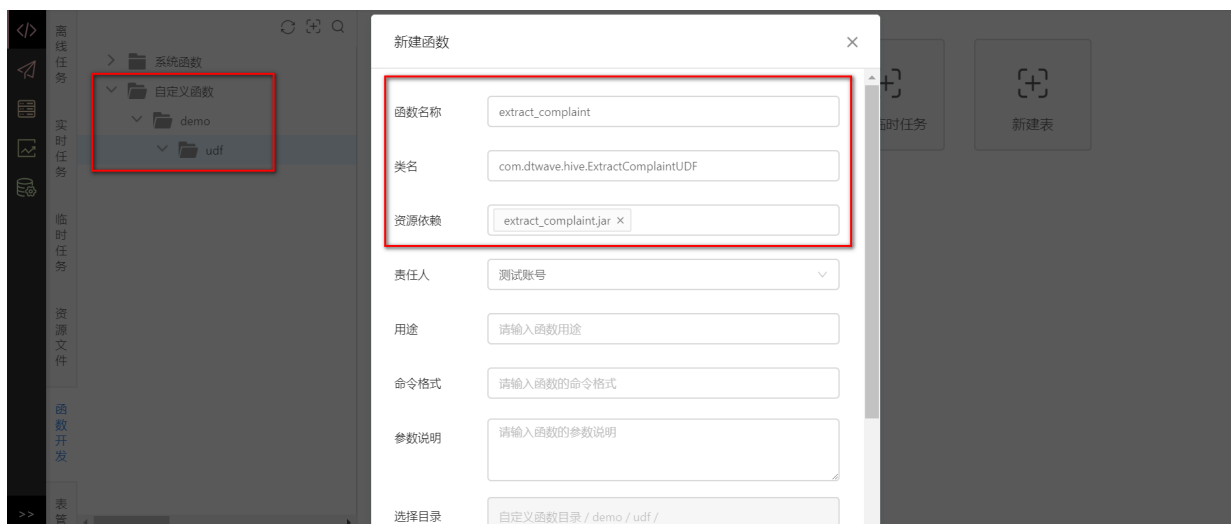 </>
离线任务
实时任务
临时任务
资源文件
函数开发
表管
>>
系统函数
自定义函数
demo
udf
新建函数
函数名称
extract_complaint
类名
com.dtwave.hive.ExtractComplaintUDF
资源依赖
extract_complaint.jar ×
责任人
测试账号
用途
请输入函数用途
命令格式
请输入函数的命令格式
参数说明
请输入函数的参数说明
选择目录
自定义函数目录 / demo / udf /
临时任务
新建表